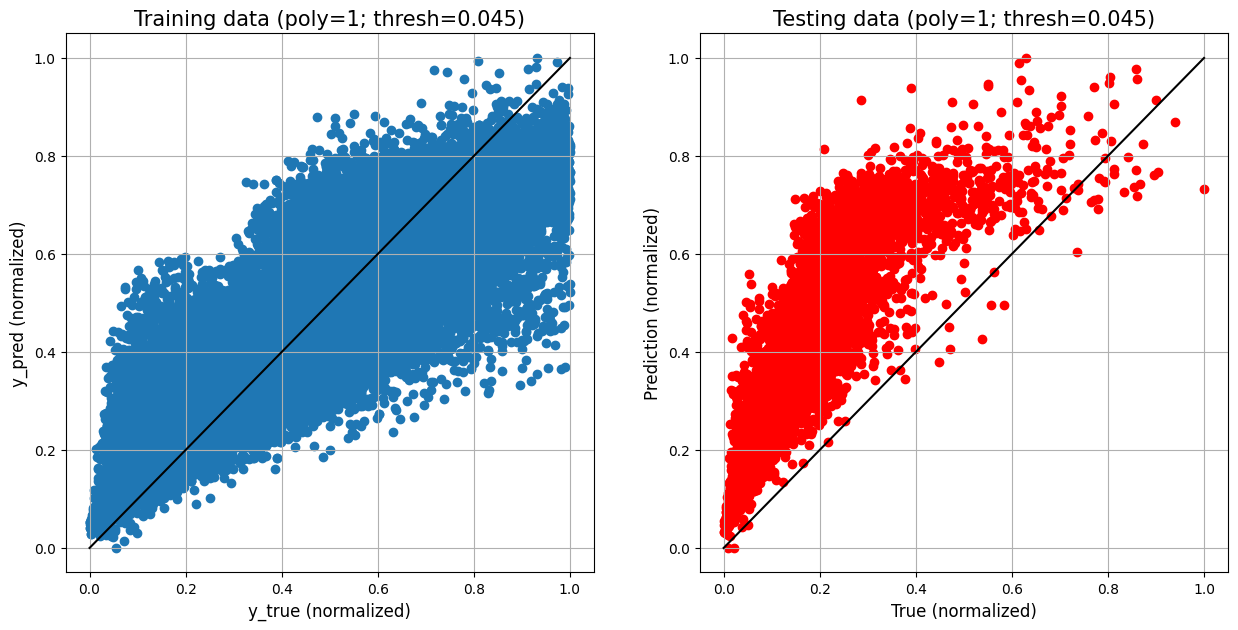 Training data (poly=1; thresh=0.045)
y_pred (normalized)
1.0
0.8
0.6
0.4
0.2
0.0
0.0 0.2 0.4 0.6 0.8 1.0
y_true (normalized)
Testing data (poly=1; thresh=0.045)
Prediction (normalized)
1.0
0.8
0.6
0.4
0.2
0.0
0.0 0.2 0.4 0.6 0.8 1.0
True (normalized)